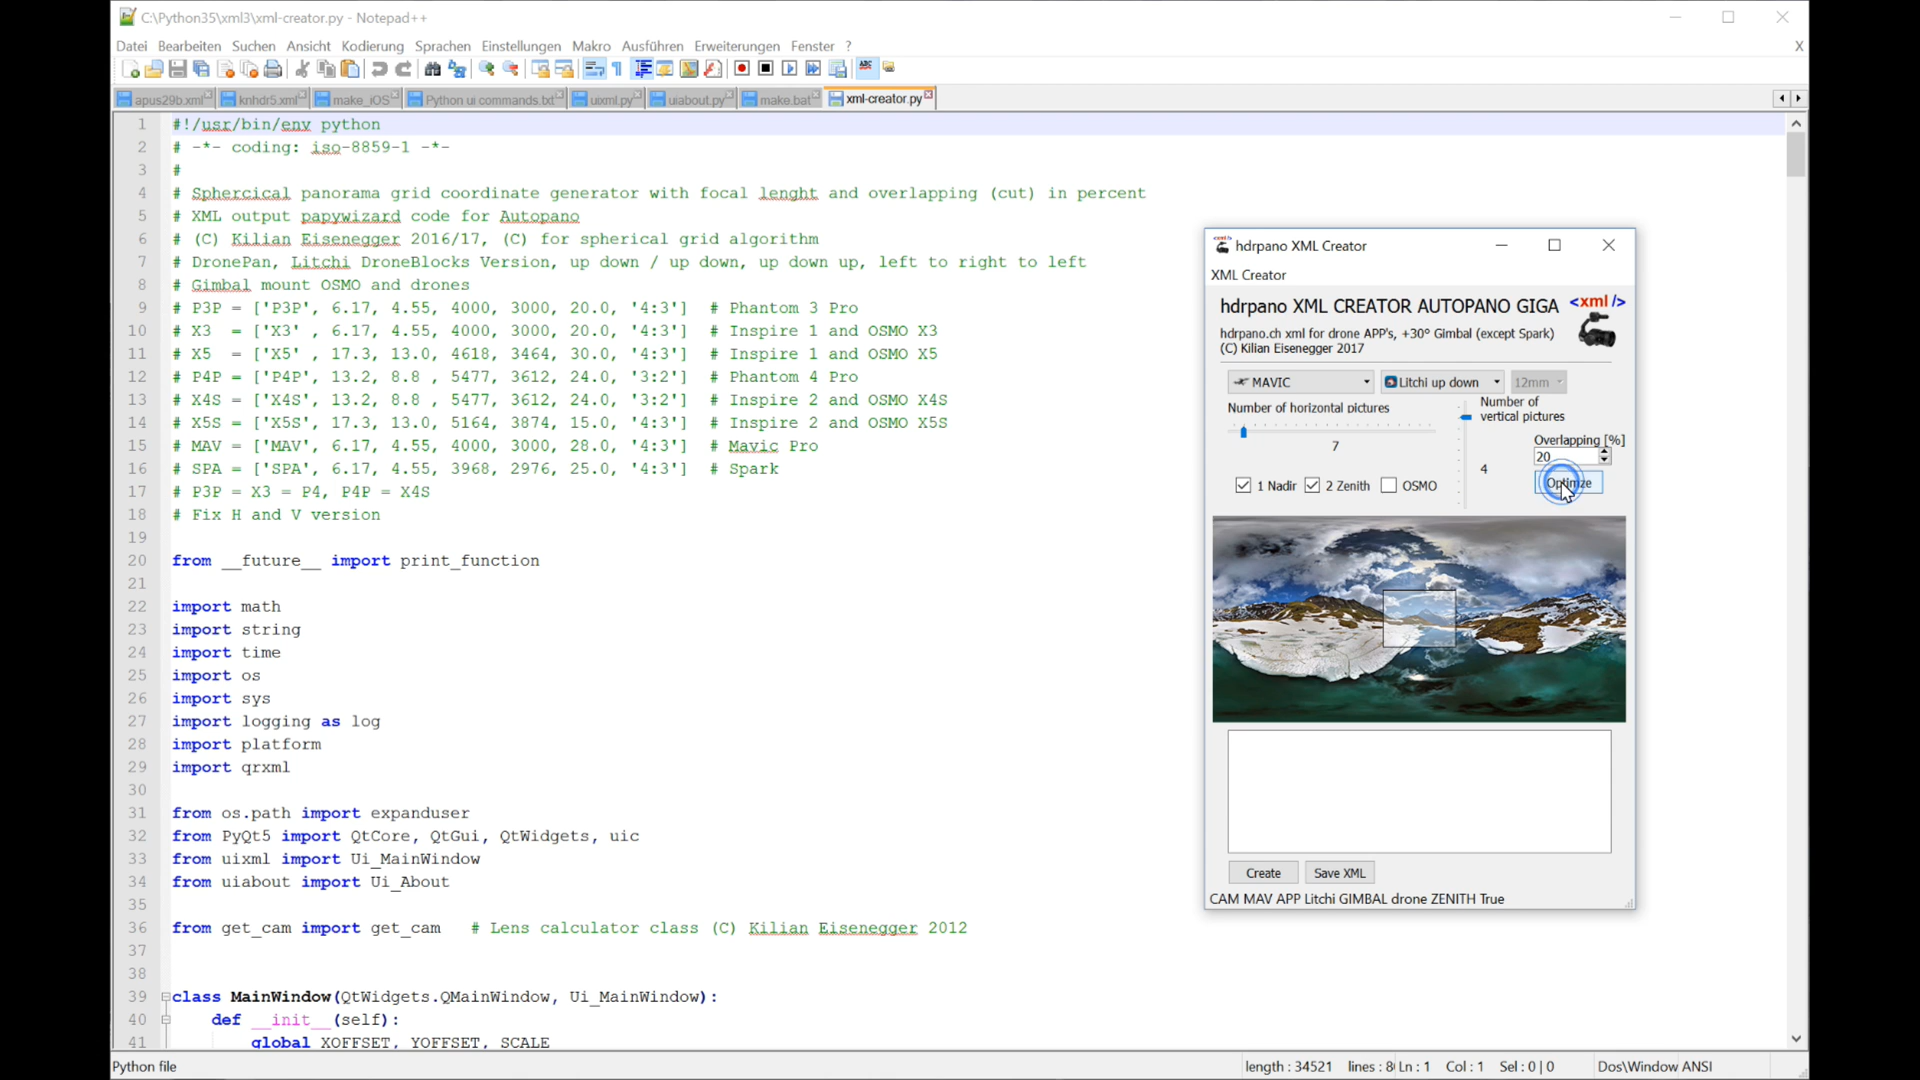 C:\Python35\xml3\xml-creator.py - Notepad++
Datei Bearbeiten Suchen Ansicht Kodierung Sprachen Einstellungen Makro Ausführen Erweiterungen Fenster ? X
apus29b.xml knhdr5.xml make_iOS Python ui commands.txt uixml.py uiabout.py make.bat xml-creator.py
1 #!/usr/bin/env python
2 # -*- coding: iso-8859-1 -*-
3 #
4 # Sphercical panorama grid coordinate generator with focal lenght and overlapping (cut) in percent
5 # XML output papywizard code for Autopano
6 # (C) Kilian Eisenegger 2016/17, (C) for spherical grid algorithm
7 # DronePan, Litchi DroneBlocks Version, up down / up down, up down up, left to right to left
8 # Gimbal mount OSMO and drones
9 # P3P = ['P3P', 6.17, 4.55, 4000, 3000, 20.0, '4:3'] # Phantom 3 Pro
10 # X3 = ['X3' , 6.17, 4.55, 4000, 3000, 20.0, '4:3'] # Inspire 1 and OSMO X3
11 # X5 = ['X5' , 17.3, 13.0, 4618, 3464, 30.0, '4:3'] # Inspire 1 and OSMO X5
12 # P4P = ['P4P', 13.2, 8.8 , 5477, 3612, 24.0, '3:2'] # Phantom 4 Pro
13 # X4S = ['X4S', 13.2, 8.8 , 5477, 3612, 24.0, '3:2'] # Inspire 2 and OSMO X4S
14 # X5S = ['X5S', 17.3, 13.0, 5164, 3874, 15.0, '4:3'] # Inspire 2 and OSMO X5S
15 # MAV = ['MAV', 6.17, 4.55, 4000, 3000, 28.0, '4:3'] # Mavic Pro
16 # SPA = ['SPA', 6.17, 4.55, 3968, 2976, 25.0, '4:3'] # Spark
17 # P3P = X3 = P4, P4P = X4S
18 # Fix H and V version
19
20 from __future__ import print_function
21
22 import math
23 import string
24 import time
25 import os
26 import sys
27 import logging as log
28 import platform
29 import qrxml
30
31 from os.path import expanduser
32 from PyQt5 import QtCore, QtGui, QtWidgets, uic
33 from uixml import Ui_MainWindow
34 from uiabout import Ui_About
35
36 from get_cam import get_cam # Lens calculator class (C) Kilian Eisenegger 2012
37
38
39 class MainWindow(QtWidgets.QMainWindow, Ui_MainWindow):
40 def __init__(self):
41 global XOFFSET, YOFFSET, SCALE
Python file length : 34521 lines : 8 Ln : 1 Col : 1 Sel : 0 | 0 Dos\Window ANSI
hdrpano XML Creator
XML Creator
hdrpano XML CREATOR AUTOPANO GIGA <xml/>
hdrpano.ch xml for drone APP's, +30° Gimbal (except Spark)
(C) Kilian Eisenegger 2017
MAVIC Litchi up down 12mm
Number of horizontal pictures
7
Number of
vertical pictures
4
Overlapping [%]
20
1 Nadir 2 Zenith OSMO Optimze
Create Save XML
CAM MAV APP Litchi GIMBAL drone ZENITH True